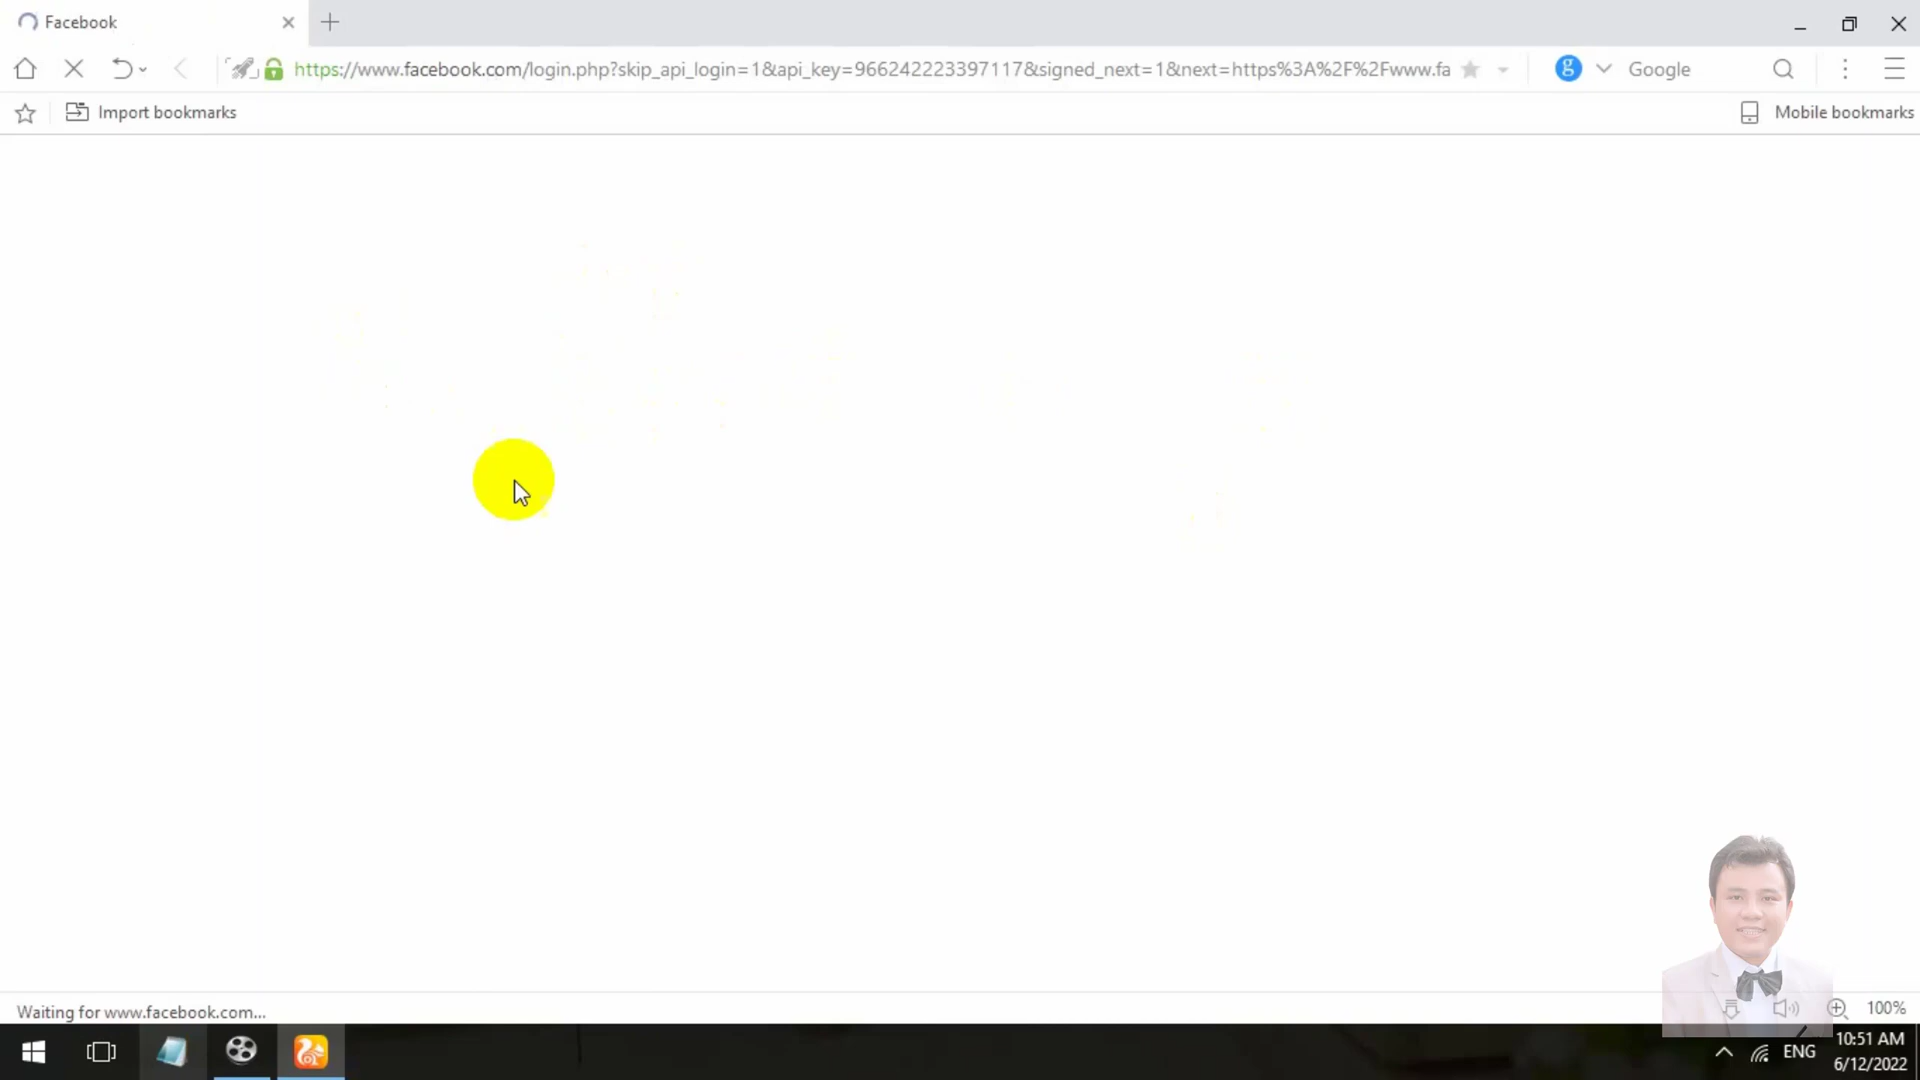 Facebook
https://www.facebook.com/login.php?skip_api_login=1&api_key=966242223397117&signed_next=1&next=https%3A%2F%2Fwww.fa
g
Google
Import bookmarks
Mobile bookmarks
Waiting for www.facebook.com...
100%
10:51 AM
ENG
6/12/2022